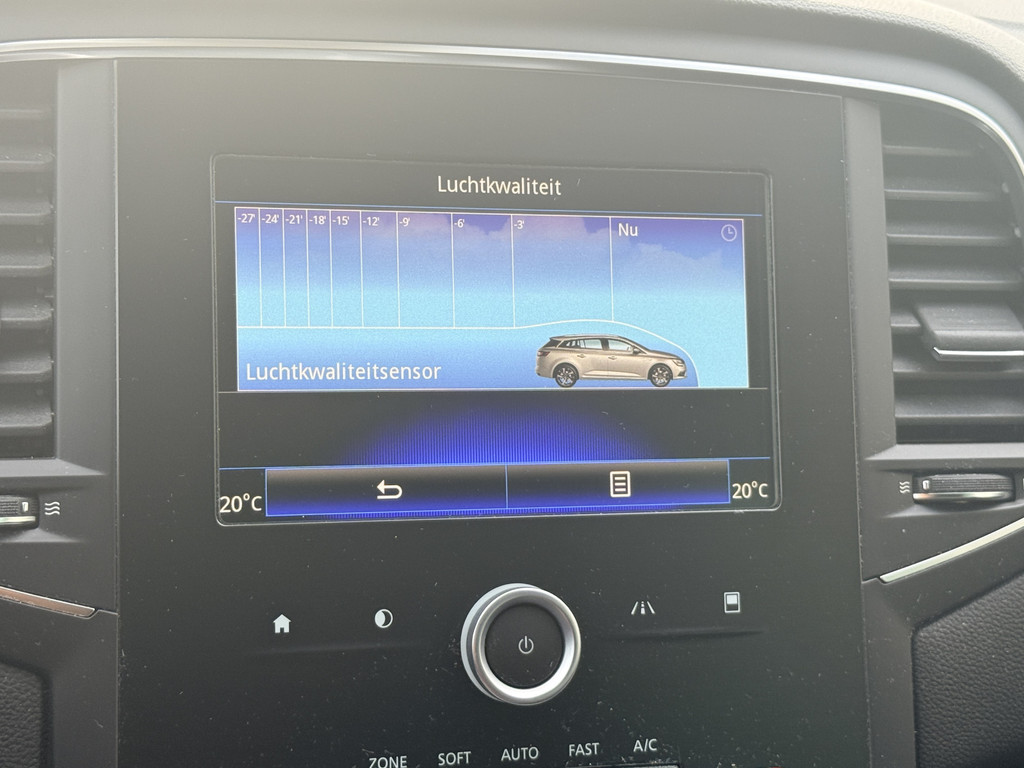 Luchtkwaliteit
-27' -24' -21' -18' -15' -12' -9' -6' -3' Nu
Luchtkwaliteitsensor
20°C 20°C
ZONE SOFT AUTO FAST A/C